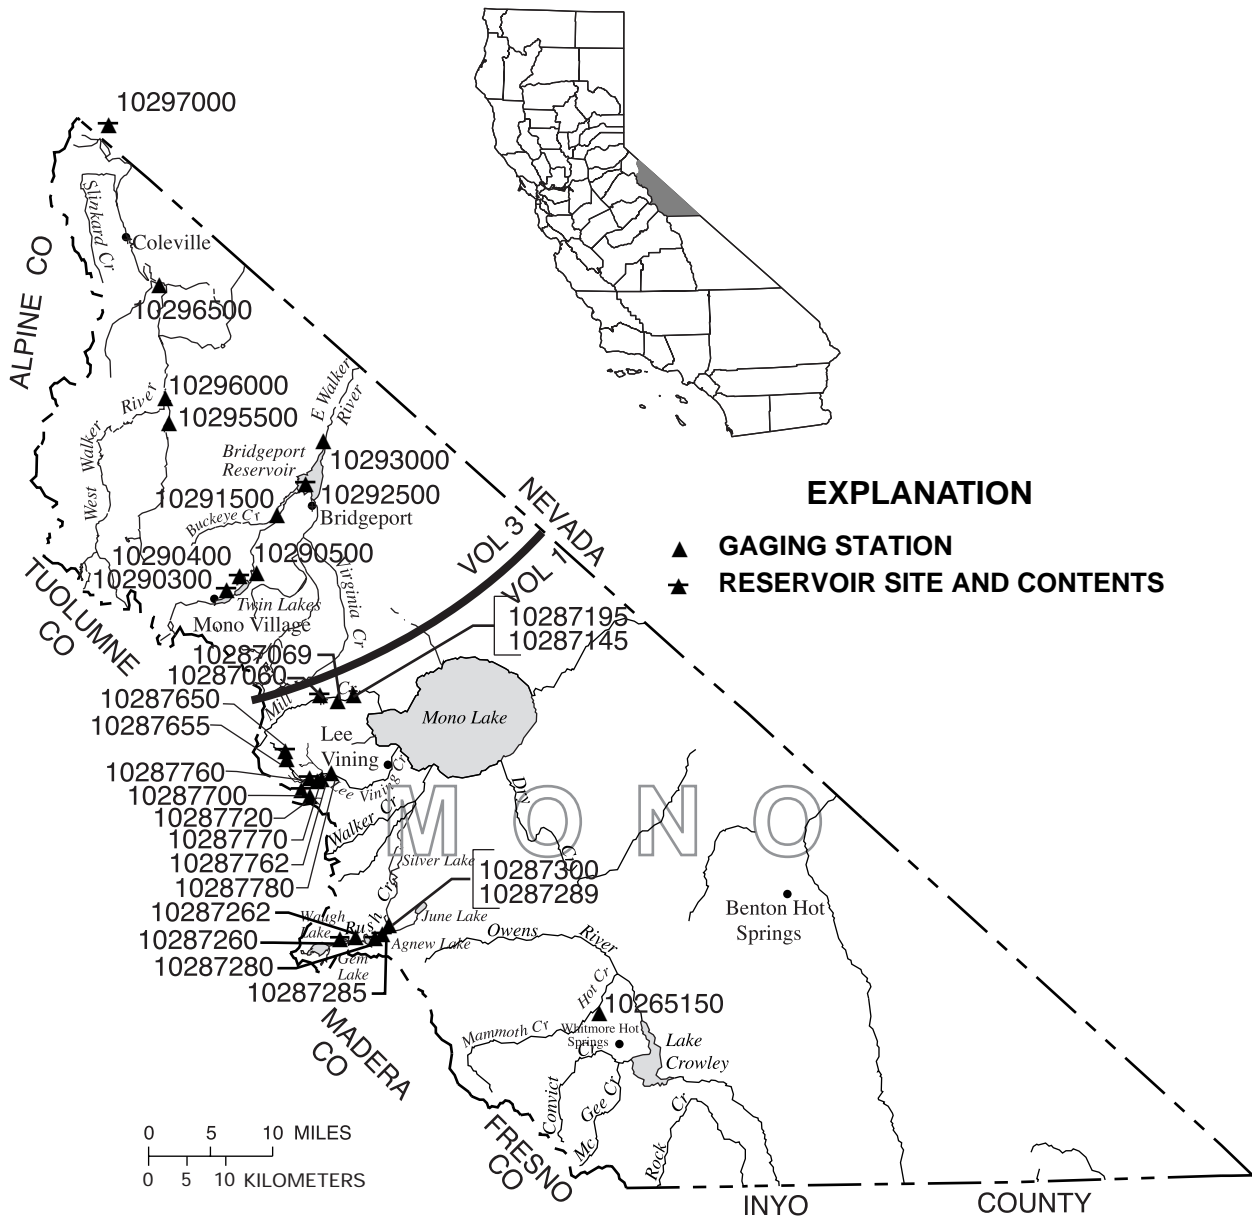 10297000
Slinkard Cr
Coleville
ALPINE CO
10296500
10296000
River
10295500
West Walker
E Walker
River
Bridgeport
Reservoir
10293000
10292500
10291500
Buckeye Cr
Bridgeport
NEVADA
EXPLANATION
GAGING STATION
RESERVOIR SITE AND CONTENTS
VOL 3
VOL 1
10290400
10290500
10290300
Twin Lakes
Mono Village
Virginia Cr
TUOLUMNE
CO
10287195
10287145
10287069
10287060
Mill
Cr
10287650
10287655
Mono Lake
Lee
Vining
10287760
10287700
10287720
10287770
10287762
10287780
Lee Vining Cr
Walker Cr
Dry
Cr
MONO
Silver Lake
10287300
10287289
10287262
10287260
10287280
10287285
Waugh
Lake
Rush Cr
June Lake
Agnew Lake
Gem
Lake
Benton Hot
Springs
Owens
River
Hot Cr
10265150
Mammoth Cr
Whitmore Hot
Springs
Lake
Crowley
Convict
Cr
Mc Gee Cr
Rock
Cr
MADERA
CO
FRESNO
CO
0 5 10 MILES
0 5 10 KILOMETERS
INYO
COUNTY